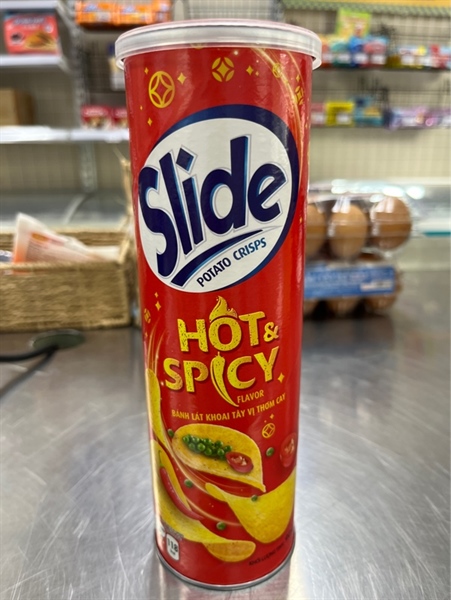 Slide
POTATO CRISPS
HOT &
SPICY
FLAVOR
BÁNH LÁT KHOAI TÂY VỊ THƠM CAY